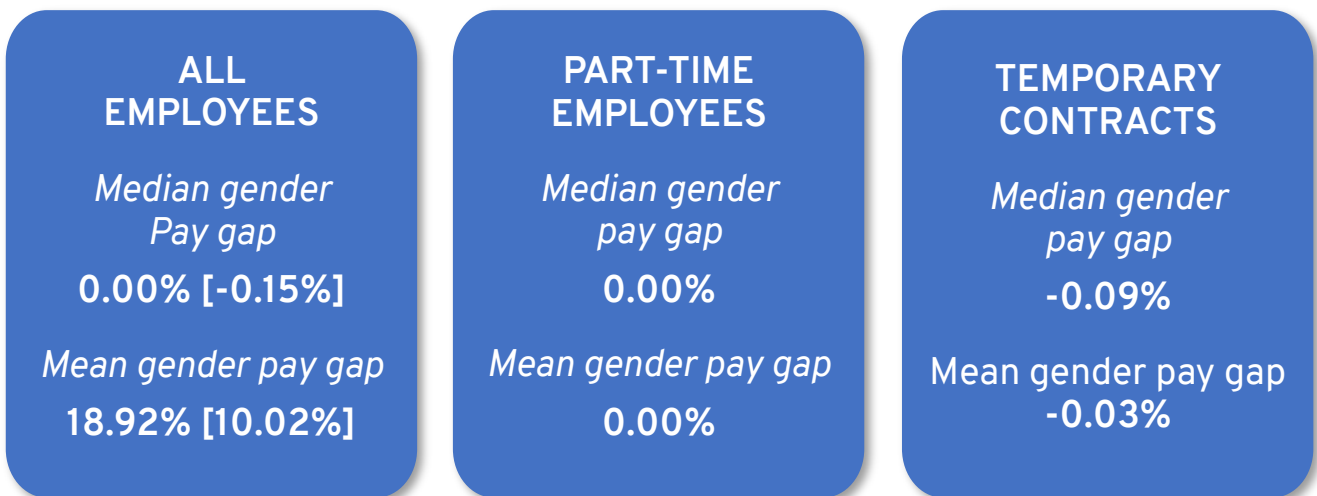 ALL
EMPLOYEES
Median gender
Pay gap
0.00% [-0.15%]
Mean gender pay gap
18.92% [10.02%]
PART-TIME
EMPLOYEES
Median gender
pay gap
0.00%
Mean gender pay gap
0.00%
TEMPORARY
CONTRACTS
Median gender
pay gap
-0.09%
Mean gender pay gap
-0.03%